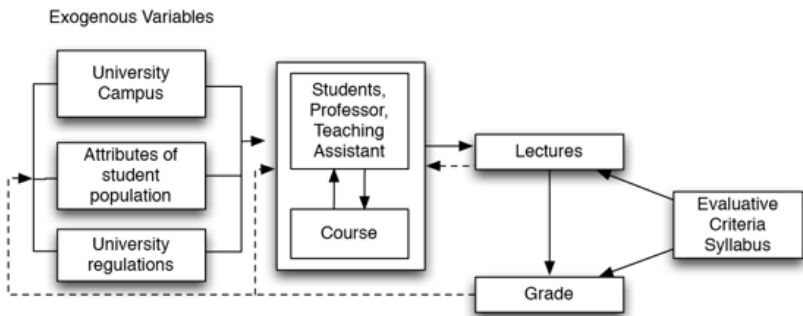 Exogenous Variables
University
Campus
Attributes of
student
population
University
regulations
Students,
Professor,
Teaching
Assistant
Course
Lectures
Grade
Evaluative
Criteria
Syllabus